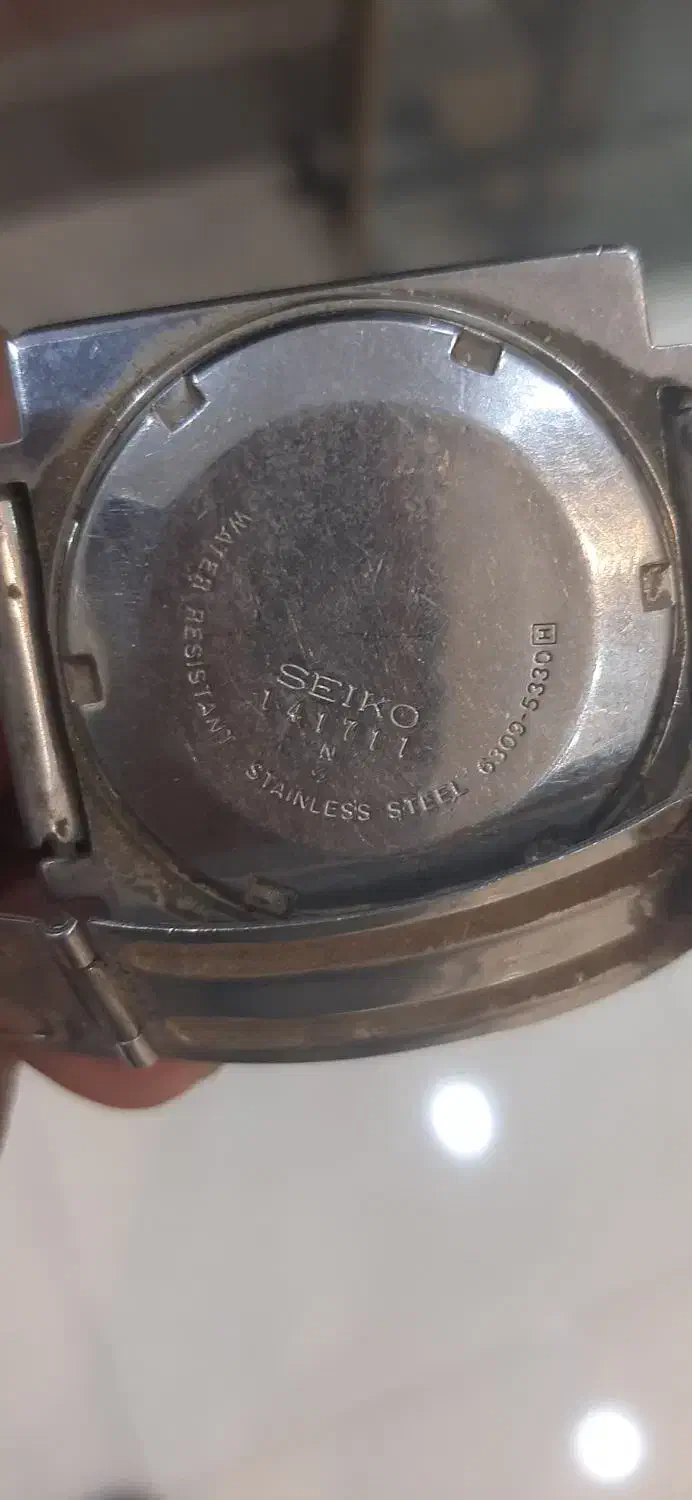 WATER RESISTANT
SEIKO
141711
N
STAINLESS STEEL 6309-5330 H